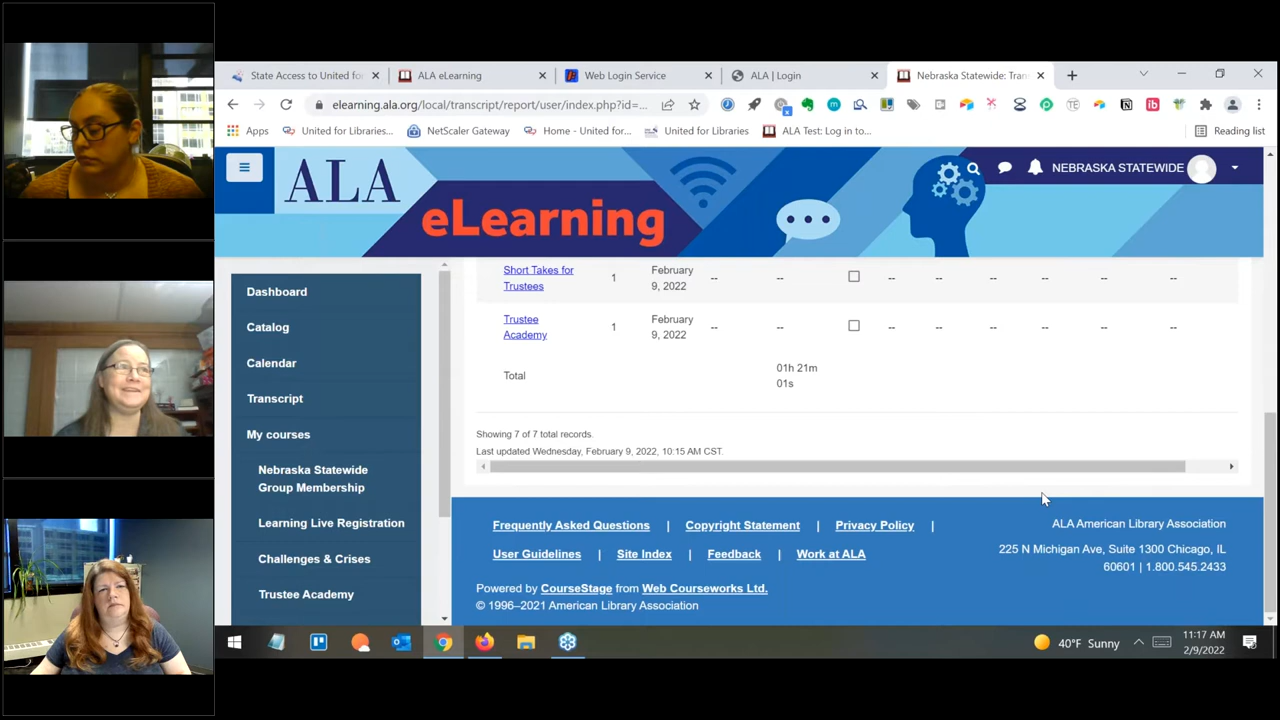 State Access to United fo
ALA eLearning
Web Login Service
ALA | Login
Nebraska Statewide: Tran
elearning.ala.org/local/transcript/report/user/index.php?id=...
Apps
United for Libraries...
NetScaler Gateway
Home - United for...
United for Libraries
ALA Test: Log in to...
Reading list
ALA
eLearning
NEBRASKA STATEWIDE
Dashboard
Catalog
Calendar
Transcript
My courses
Nebraska Statewide
Group Membership
Learning Live Registration
Challenges & Crises
Trustee Academy
Short Takes for
Trustees
1
February
9, 2022
-- -- -- -- -- -- -- --
Trustee
Academy
1
February
9, 2022
-- -- -- -- -- -- -- --
Total
01h 21m
01s
Showing 7 of 7 total records.
Last updated Wednesday, February 9, 2022, 10:15 AM CST.
Frequently Asked Questions | Copyright Statement | Privacy Policy |
User Guidelines | Site Index | Feedback | Work at ALA
Powered by CourseStage from Web Courseworks Ltd.
© 1996–2021 American Library Association
ALA American Library Association
225 N Michigan Ave, Suite 1300 Chicago, IL
60601 | 1.800.545.2433
40°F Sunny
11:17 AM
2/9/2022